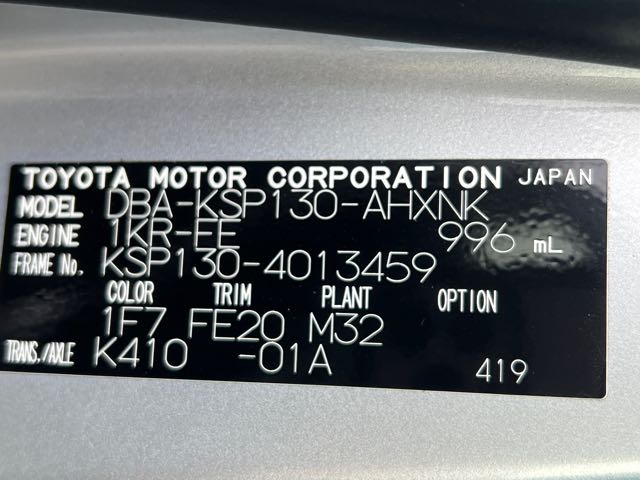 TOYOTA MOTOR CORPORATION JAPAN
MODEL DBA-KSP130-AHXNK
ENGINE 1KR-FE 996 mL
FRAME No. KSP130-4013459
COLOR TRIM PLANT OPTION
1F7 FE20 M32
TRANS./AXLE K410 -01A 419